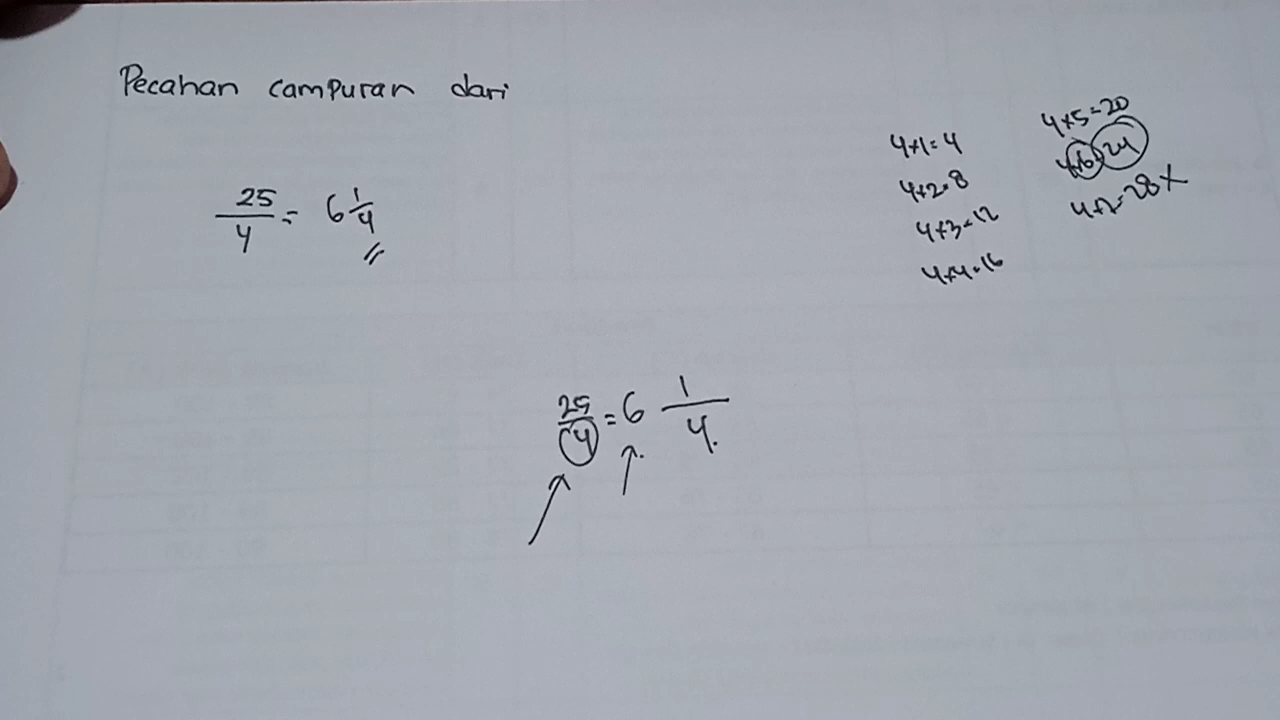 Pecahan campuran dari
25/4 = 6 1/4
4x1=4
4x2=8
4x3=12
4x4=16
4x5=20
4x6=24
4x7=28 x
25/4 = 6 1/4